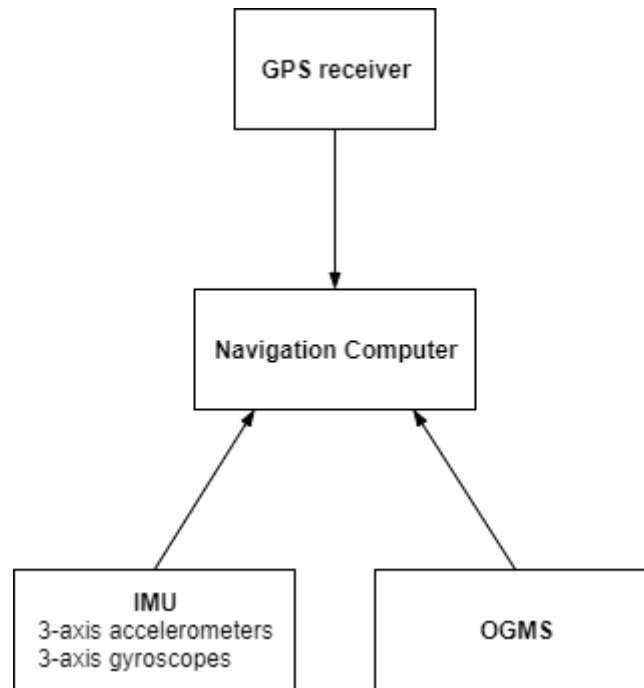 GPS receiver
Navigation Computer
IMU
3-axis accelerometers
3-axis gyroscopes
OGMS